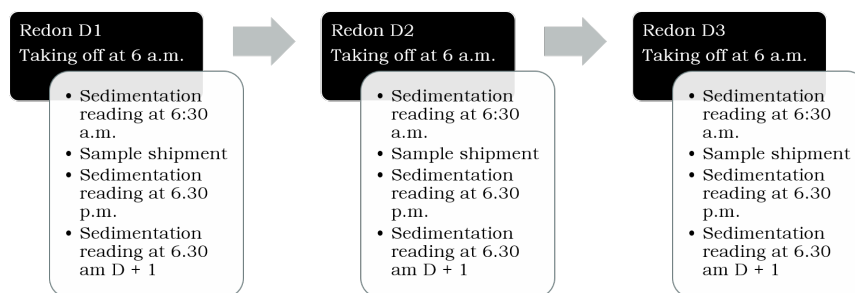 Redon D1
Taking off at 6 a.m.
• Sedimentation
reading at 6:30
a.m.
• Sample shipment
• Sedimentation
reading at 6.30
p.m.
• Sedimentation
reading at 6.30
am D + 1
Redon D2
Taking off at 6 a.m.
• Sedimentation
reading at 6:30
a.m.
• Sample shipment
• Sedimentation
reading at 6.30
p.m.
• Sedimentation
reading at 6.30
am D + 1
Redon D3
Taking off at 6 a.m.
• Sedimentation
reading at 6:30
a.m.
• Sample shipment
• Sedimentation
reading at 6.30
p.m.
• Sedimentation
reading at 6.30
am D + 1